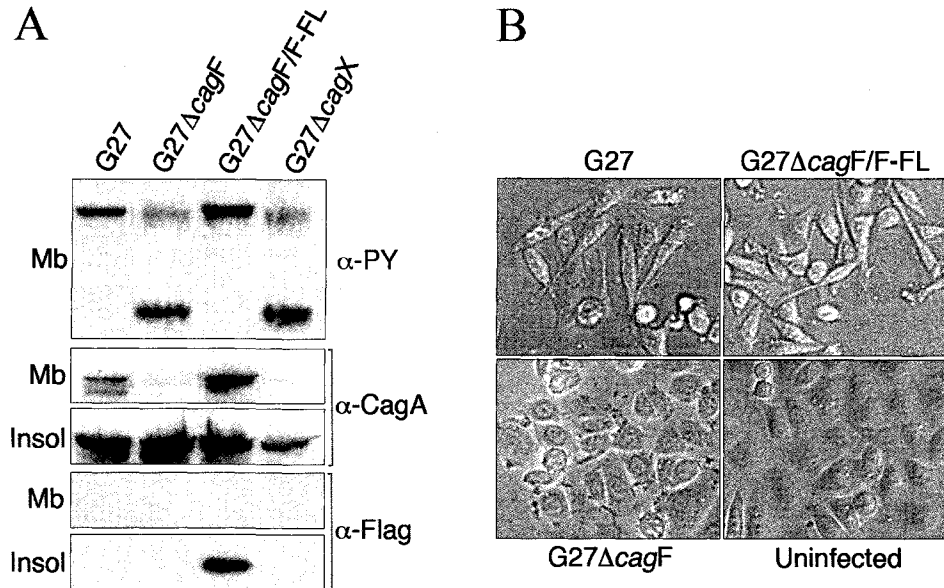 A
G27
G27ΔcagF
G27ΔcagF/F-FL
G27ΔcagX
Mb
α-PY
Mb
α-CagA
Insol
Mb
α-Flag
Insol
B
G27
G27ΔcagF/F-FL
G27ΔcagF
Uninfected